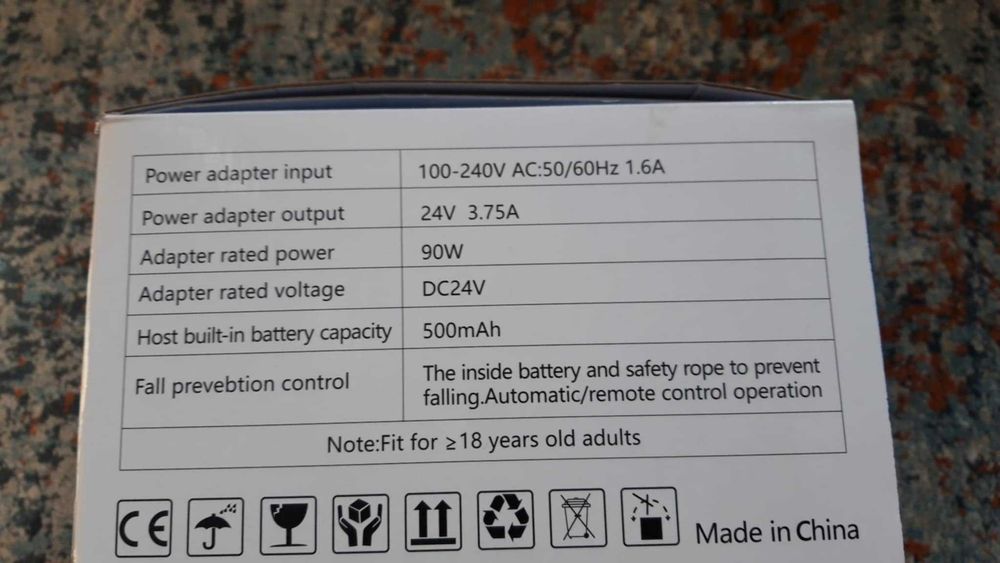 Power adapter input 100-240V AC:50/60Hz 1.6A
Power adapter output 24V 3.75A
Adapter rated power 90W
Adapter rated voltage DC24V
Host built-in battery capacity 500mAh
Fall prevebtion control The inside battery and safety rope to prevent
falling.Automatic/remote control operation
Note:Fit for ≥18 years old adults
CE Made in China